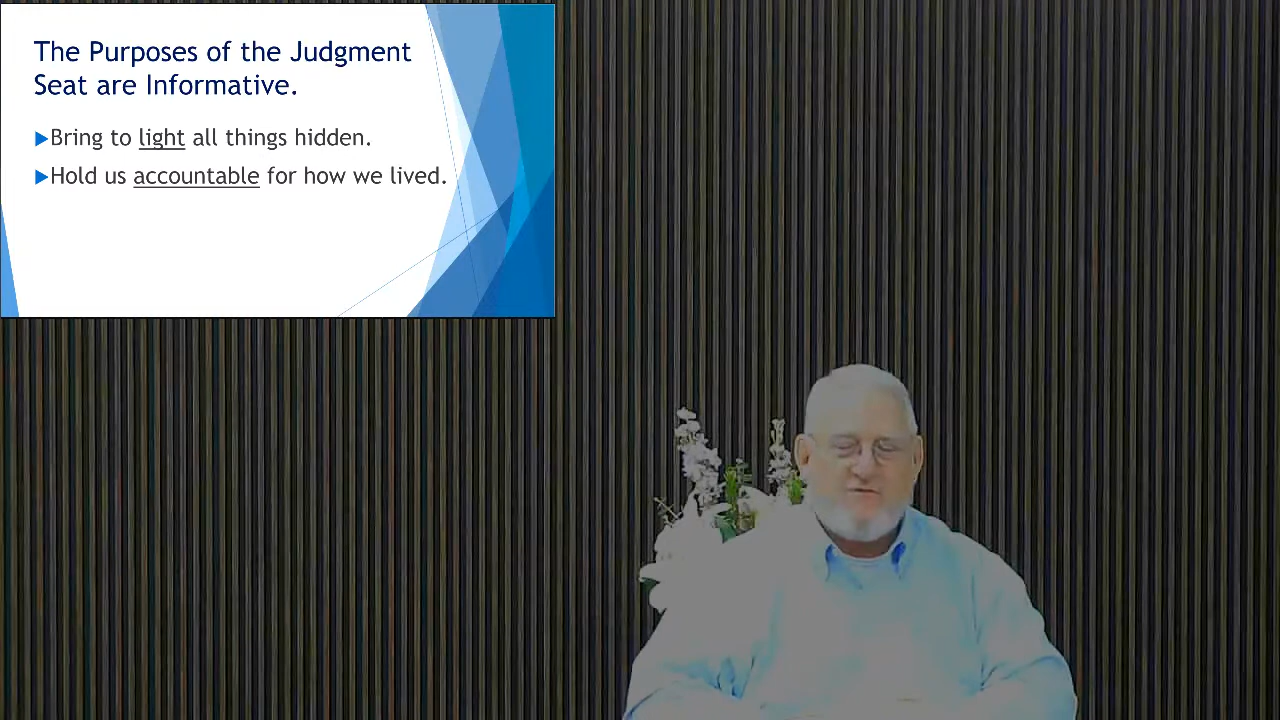 The Purposes of the Judgment
Seat are Informative.
Bring to light all things hidden.
Hold us accountable for how we lived.